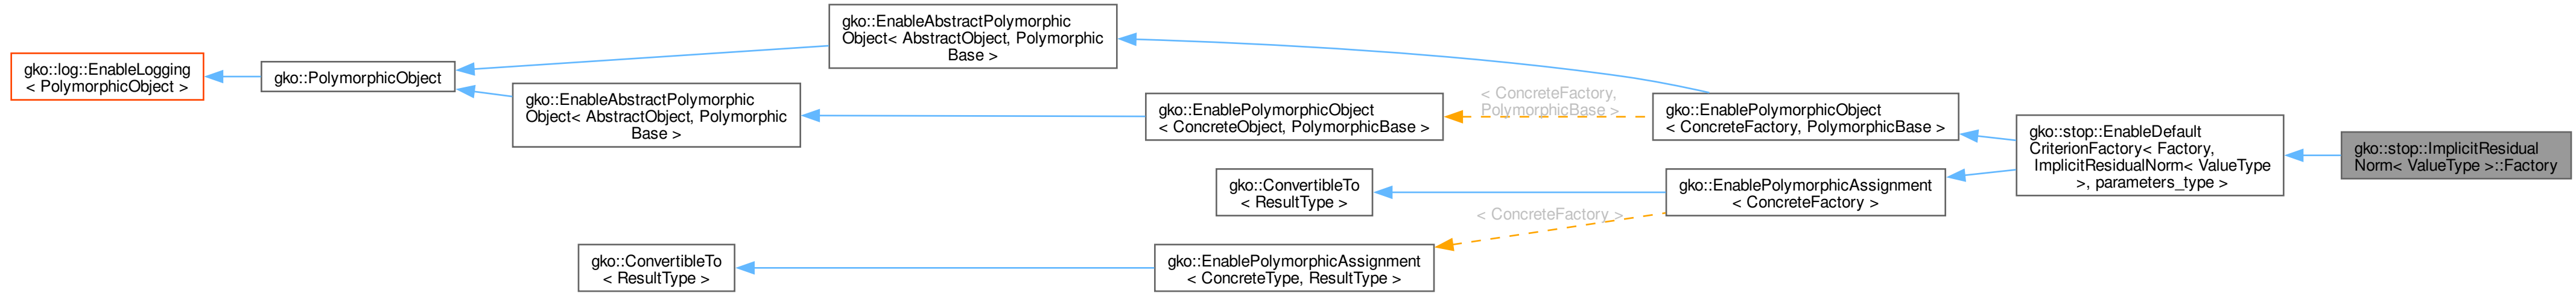 gko::log::EnableLogging
< PolymorphicObject >
gko::PolymorphicObject
gko::EnableAbstractPolymorphic
Object< AbstractObject, Polymorphic
Base >
gko::EnableAbstractPolymorphic
Object< AbstractObject, Polymorphic
Base >
gko::EnablePolymorphicObject
< ConcreteObject, PolymorphicBase >
< ConcreteFactory,
PolymorphicBase >
gko::EnablePolymorphicObject
< ConcreteFactory, PolymorphicBase >
gko::ConvertibleTo
< ResultType >
gko::EnablePolymorphicAssignment
< ConcreteFactory >
< ConcreteFactory >
gko::ConvertibleTo
< ResultType >
gko::EnablePolymorphicAssignment
< ConcreteType, ResultType >
gko::stop::EnableDefault
CriterionFactory< Factory,
ImplicitResidualNorm< ValueType
>, parameters_type >
gko::stop::ImplicitResidual
Norm< ValueType >::Factory